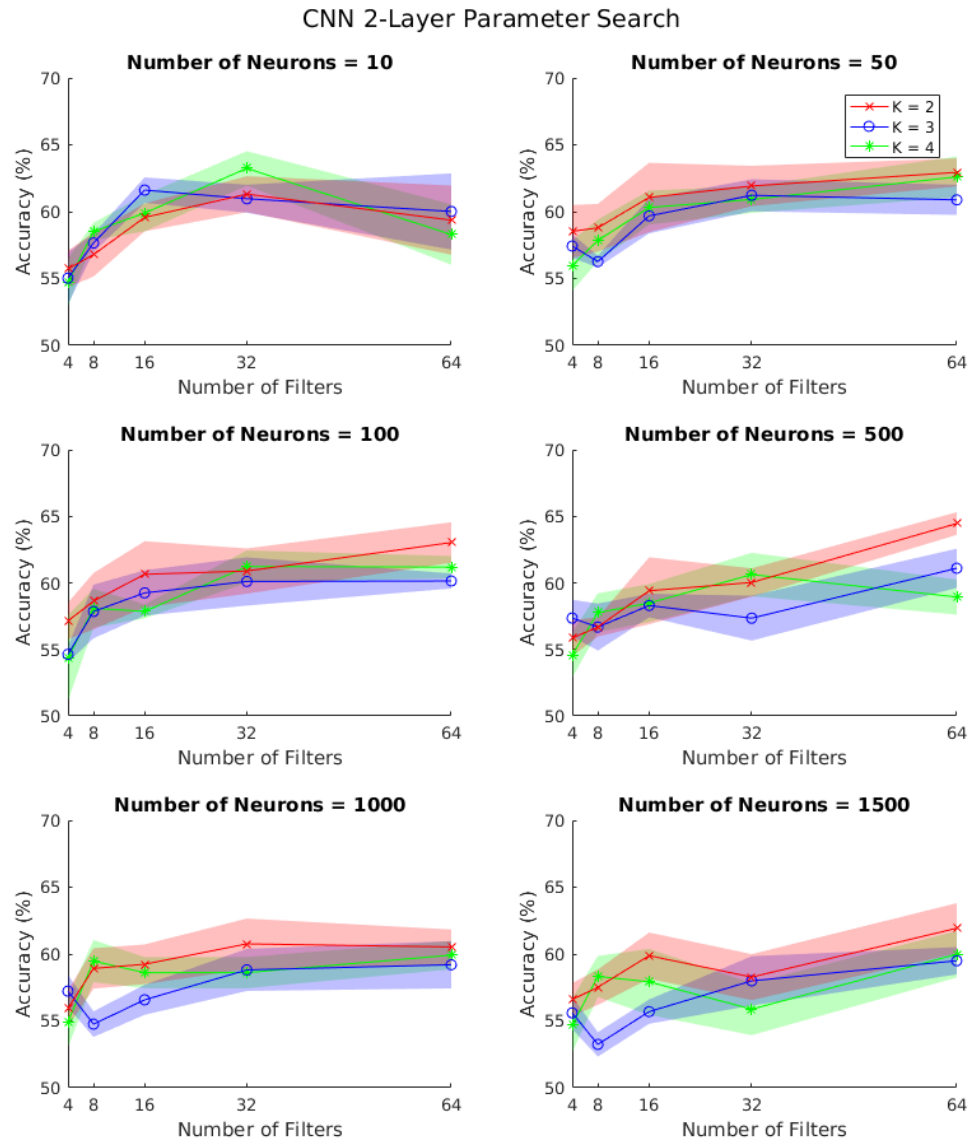 CNN 2-Layer Parameter Search
Number of Neurons = 10
70
65
60
55
50
Accuracy (%)
4 8 16 32 64
Number of Filters
Number of Neurons = 50
70
65
60
55
50
Accuracy (%)
K = 2
K = 3
K = 4
4 8 16 32 64
Number of Filters
Number of Neurons = 100
70
65
60
55
50
Accuracy (%)
4 8 16 32 64
Number of Filters
Number of Neurons = 500
70
65
60
55
50
Accuracy (%)
4 8 16 32 64
Number of Filters
Number of Neurons = 1000
70
65
60
55
50
Accuracy (%)
4 8 16 32 64
Number of Filters
Number of Neurons = 1500
70
65
60
55
50
Accuracy (%)
4 8 16 32 64
Number of Filters